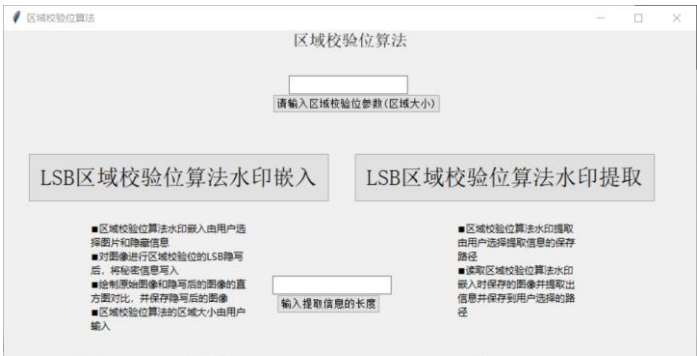 区域校验位算法
区域校验位算法
请输入区域校验位参数(区域大小)
LSB区域校验位算法水印嵌入
LSB区域校验位算法水印提取
■区域校验位算法水印嵌入由用户选
择图片和隐藏信息
■对图像进行区域校验位的LSB隐写
后，将秘密信息写入
■绘制原始图像和隐写后的图像的直
方图对比，并保存隐写后的图像
■区域校验位算法的区域大小由用户
输入
输入提取信息的长度
■区域校验位算法水印提取
由用户选择提取信息的保存
路径
■读取区域校验位算法水印
嵌入时保存的图像并提取出
信息并保存到用户选择的路
径